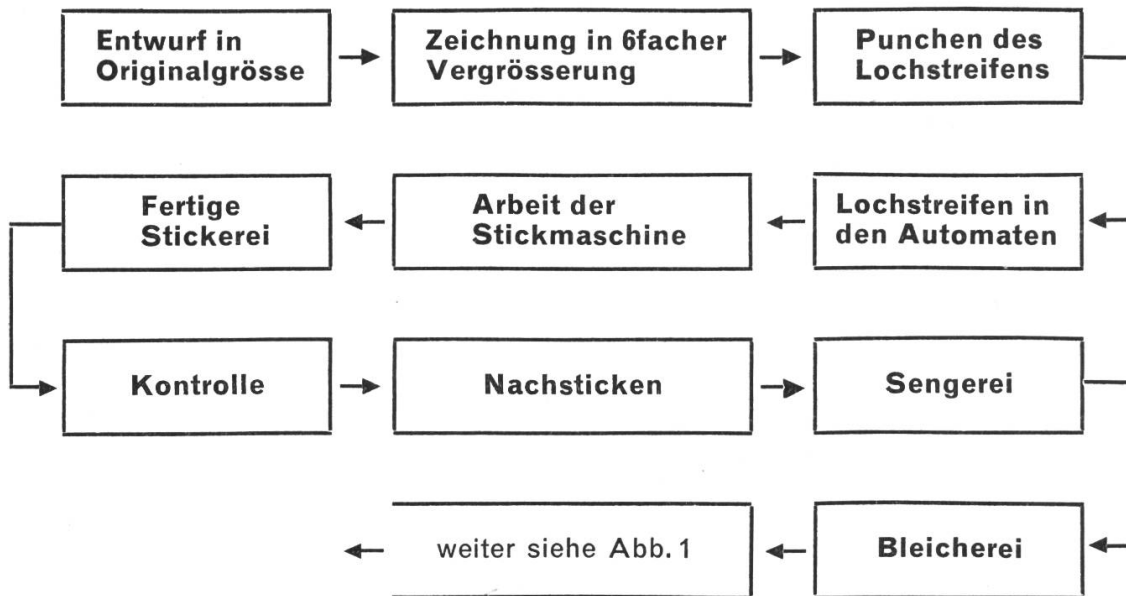 Entwurf in
Originalgrösse
Zeichnung in 6facher
Vergrösserung
Punchen des
Lochstreifens
Lochstreifen in
den Automaten
Arbeit der
Stickmaschine
Fertige
Stickerei
Kontrolle
Nachsticken
Sengerei
Bleicherei
weiter siehe Abb. 1